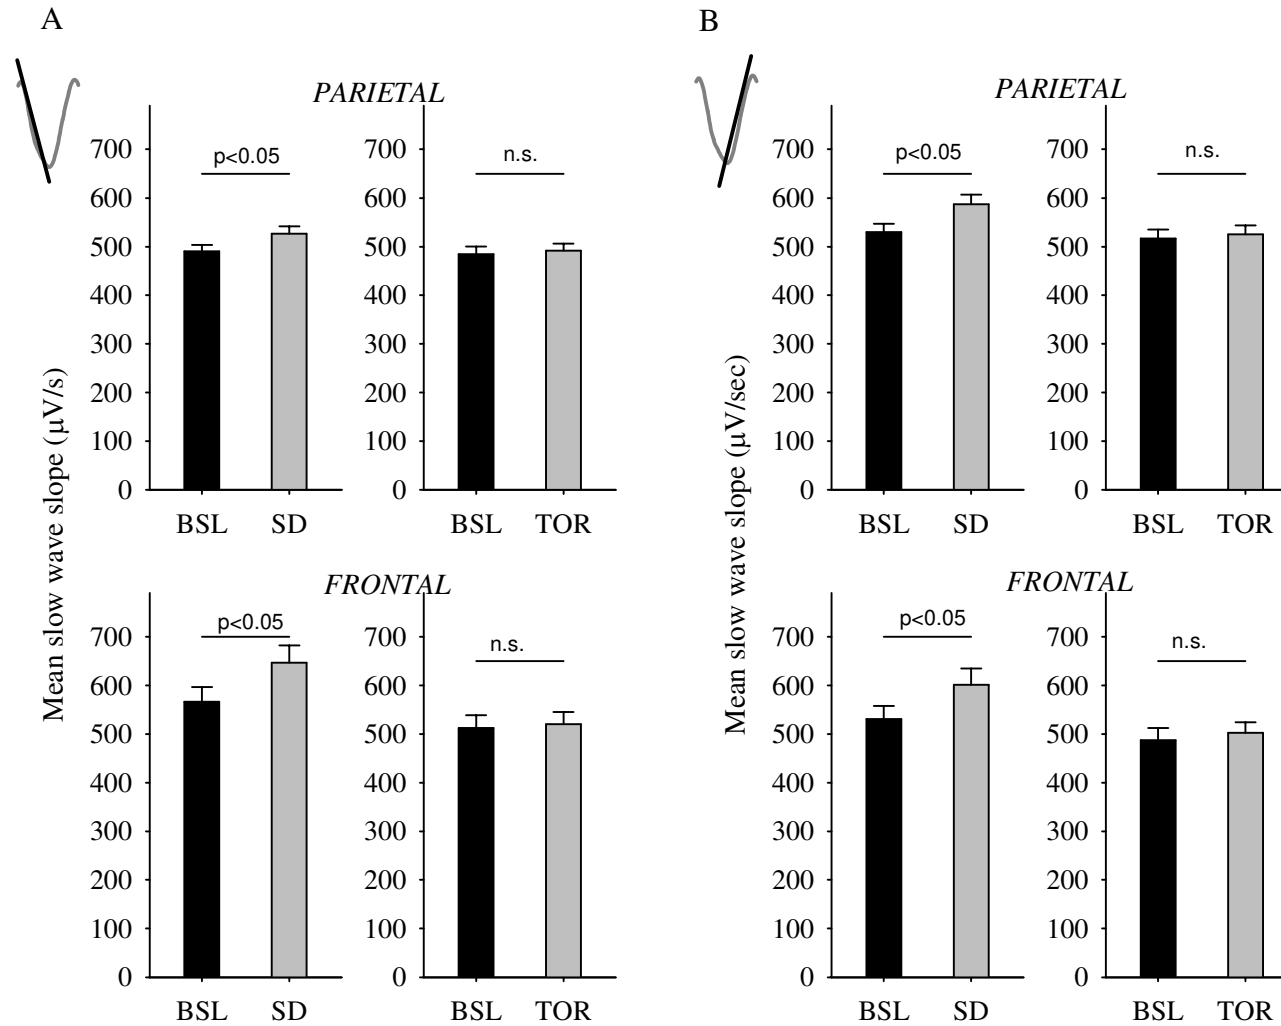 A
PARIETAL
Mean slow wave slope (µV/s)
700
600
500
400
300
200
100
0
p<0.05
BSL SD
700
600
500
400
300
200
100
0
n.s.
BSL TOR
FRONTAL
700
600
500
400
300
200
100
0
p<0.05
BSL SD
700
600
500
400
300
200
100
0
n.s.
BSL TOR
B
PARIETAL
Mean slow wave slope (µV/sec)
700
600
500
400
300
200
100
0
p<0.05
BSL SD
700
600
500
400
300
200
100
0
n.s.
BSL TOR
FRONTAL
700
600
500
400
300
200
100
0
p<0.05
BSL SD
700
600
500
400
300
200
100
0
n.s.
BSL TOR